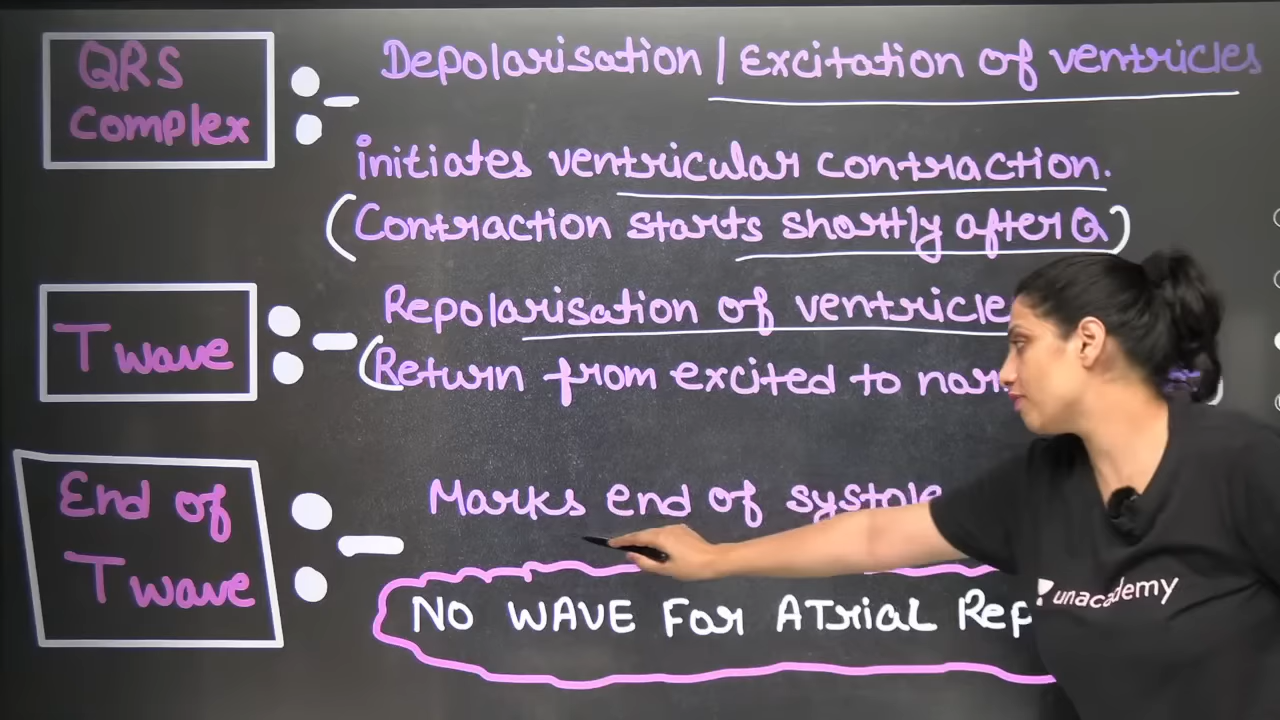 QRS
Complex
Depolarisation / Excitation of ventricles
initiates ventricular contraction.
(Contraction starts shortly after Q)
T wave
Repolarisation of ventricle
(Return from excited to nor
End of
T wave
Marks end of systole
NO WAVE FOR ATriaL Rep
unacademy